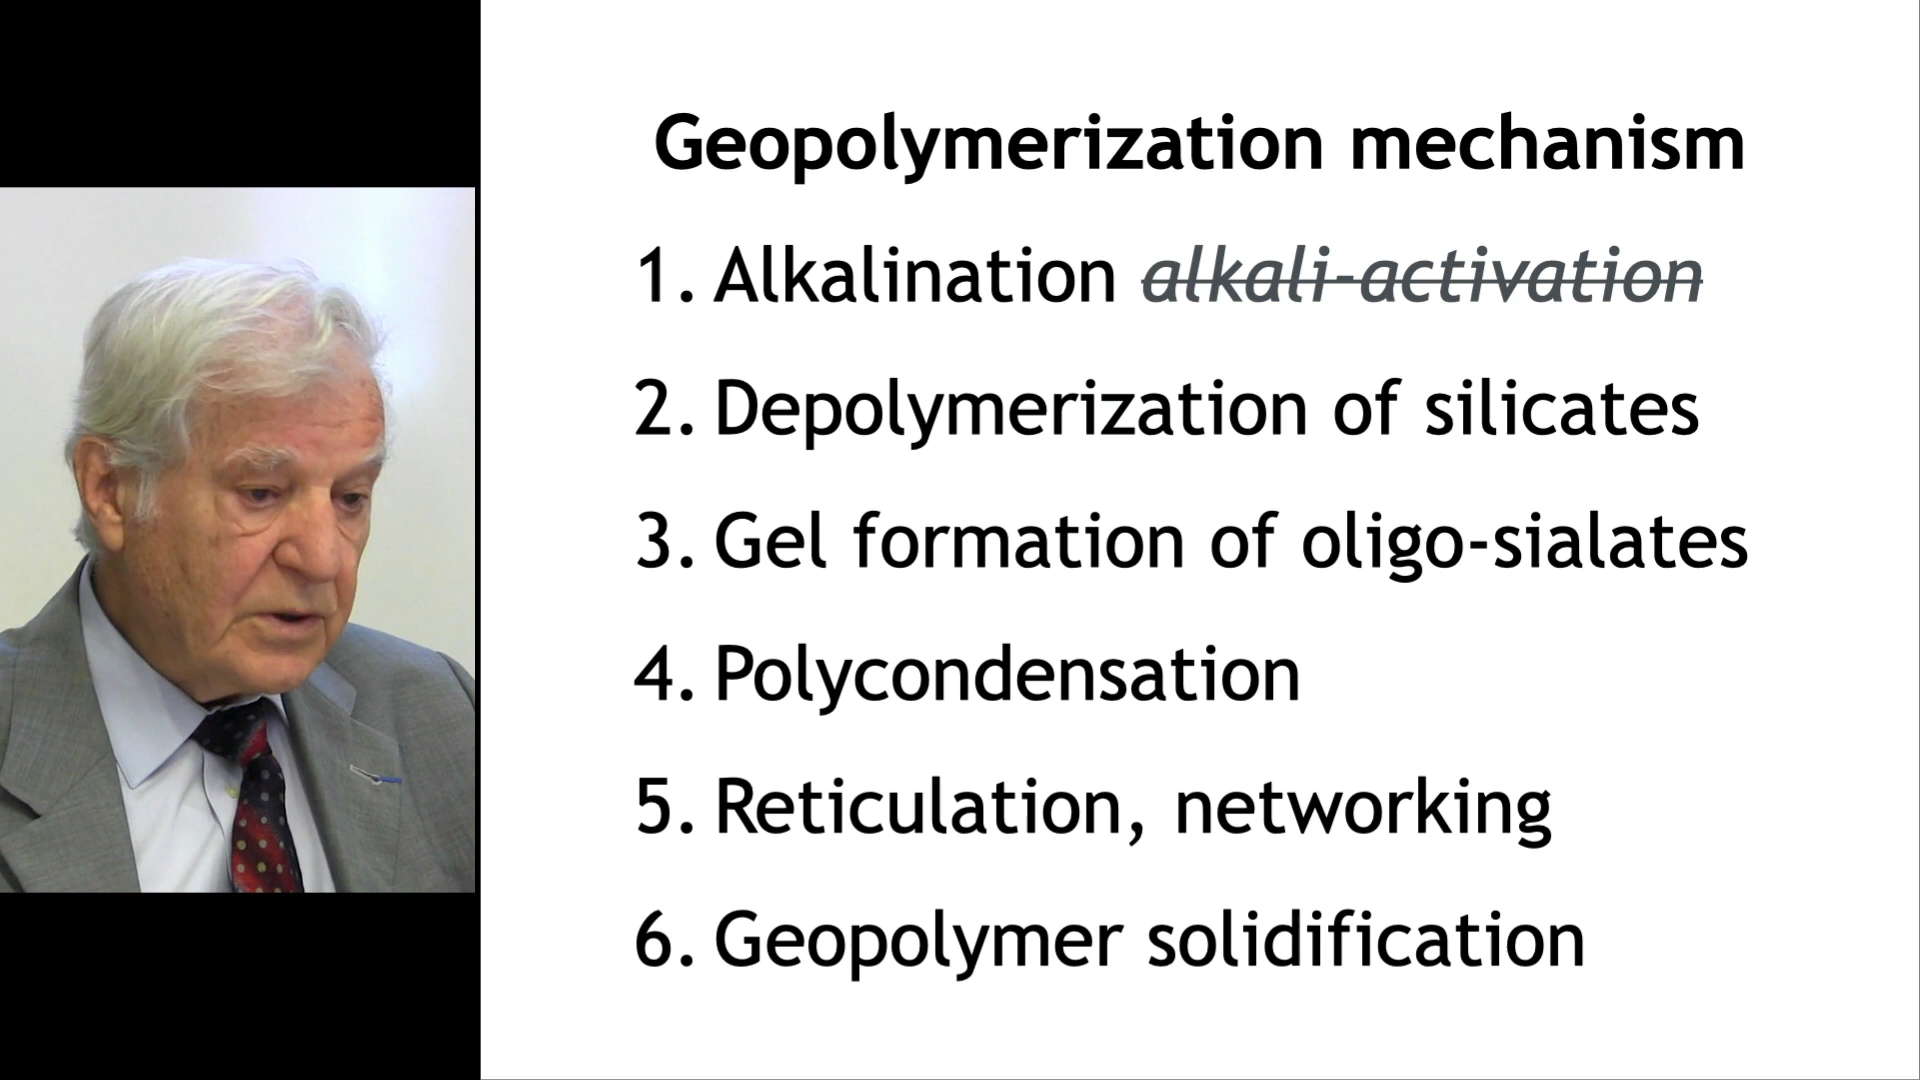 Geopolymerization mechanism
1. Alkalination alkali-activation
2. Depolymerization of silicates
3. Gel formation of oligo-sialates
4. Polycondensation
5. Reticulation, networking
6. Geopolymer solidification